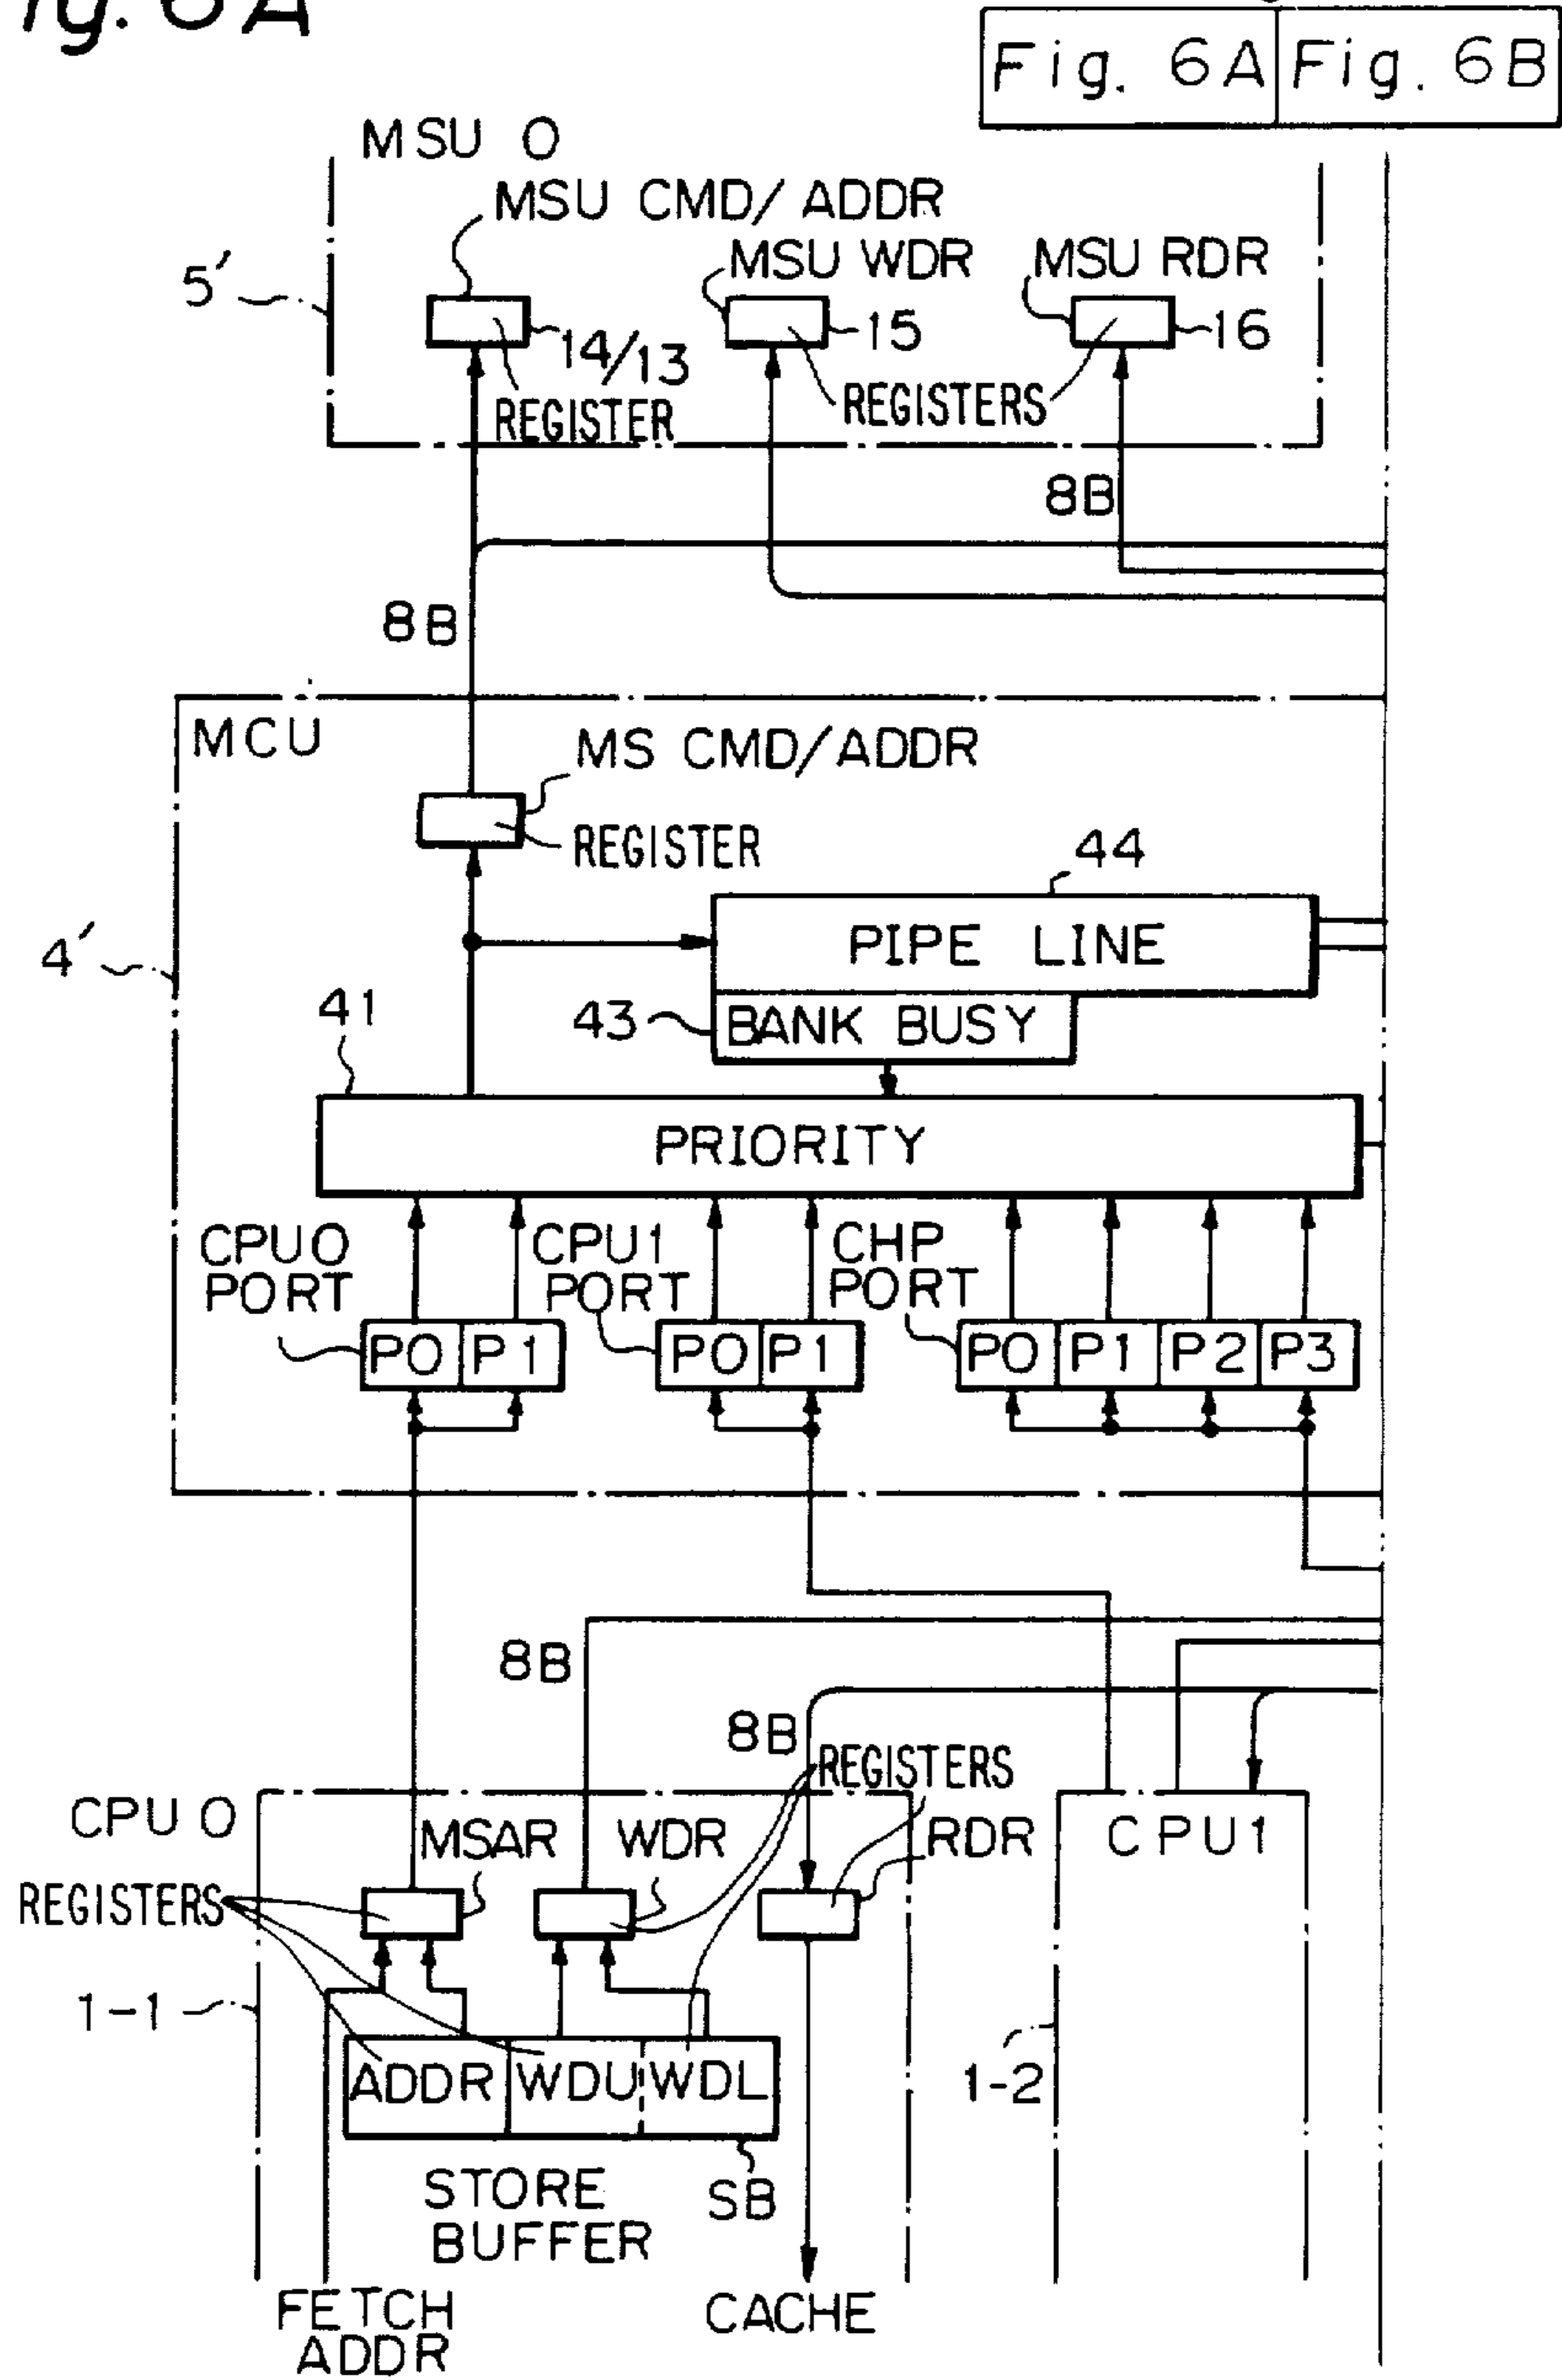 Fig. 6A
Fig. 6A Fig. 6B
MSU 0
MSU CMD/ADDR
MSU WDR MSU RDR
5'
14/13 15 16
REGISTER REGISTERS
8B
8B
MCU
MS CMD/ADDR
REGISTER
44
PIPE LINE
4'
41
43 BANK BUSY
PRIORITY
CPU0 PORT
CPU1 PORT
CHP PORT
P0 P1 P0 P1 P0 P1 P2 P3
8B
8B
REGISTERS
CPU 0
MSAR WDR RDR
CPU1
REGISTERS
1-1
1-2
ADDR WDU WDL
STORE
BUFFER
SB
FETCH
ADDR
CACHE